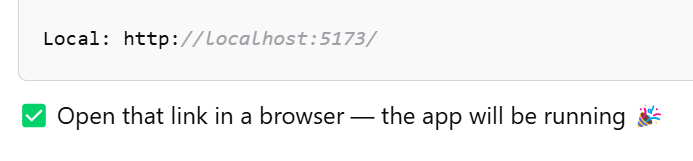 Local: http://localhost:5173/
✅ Open that link in a browser — the app will be running 🎉